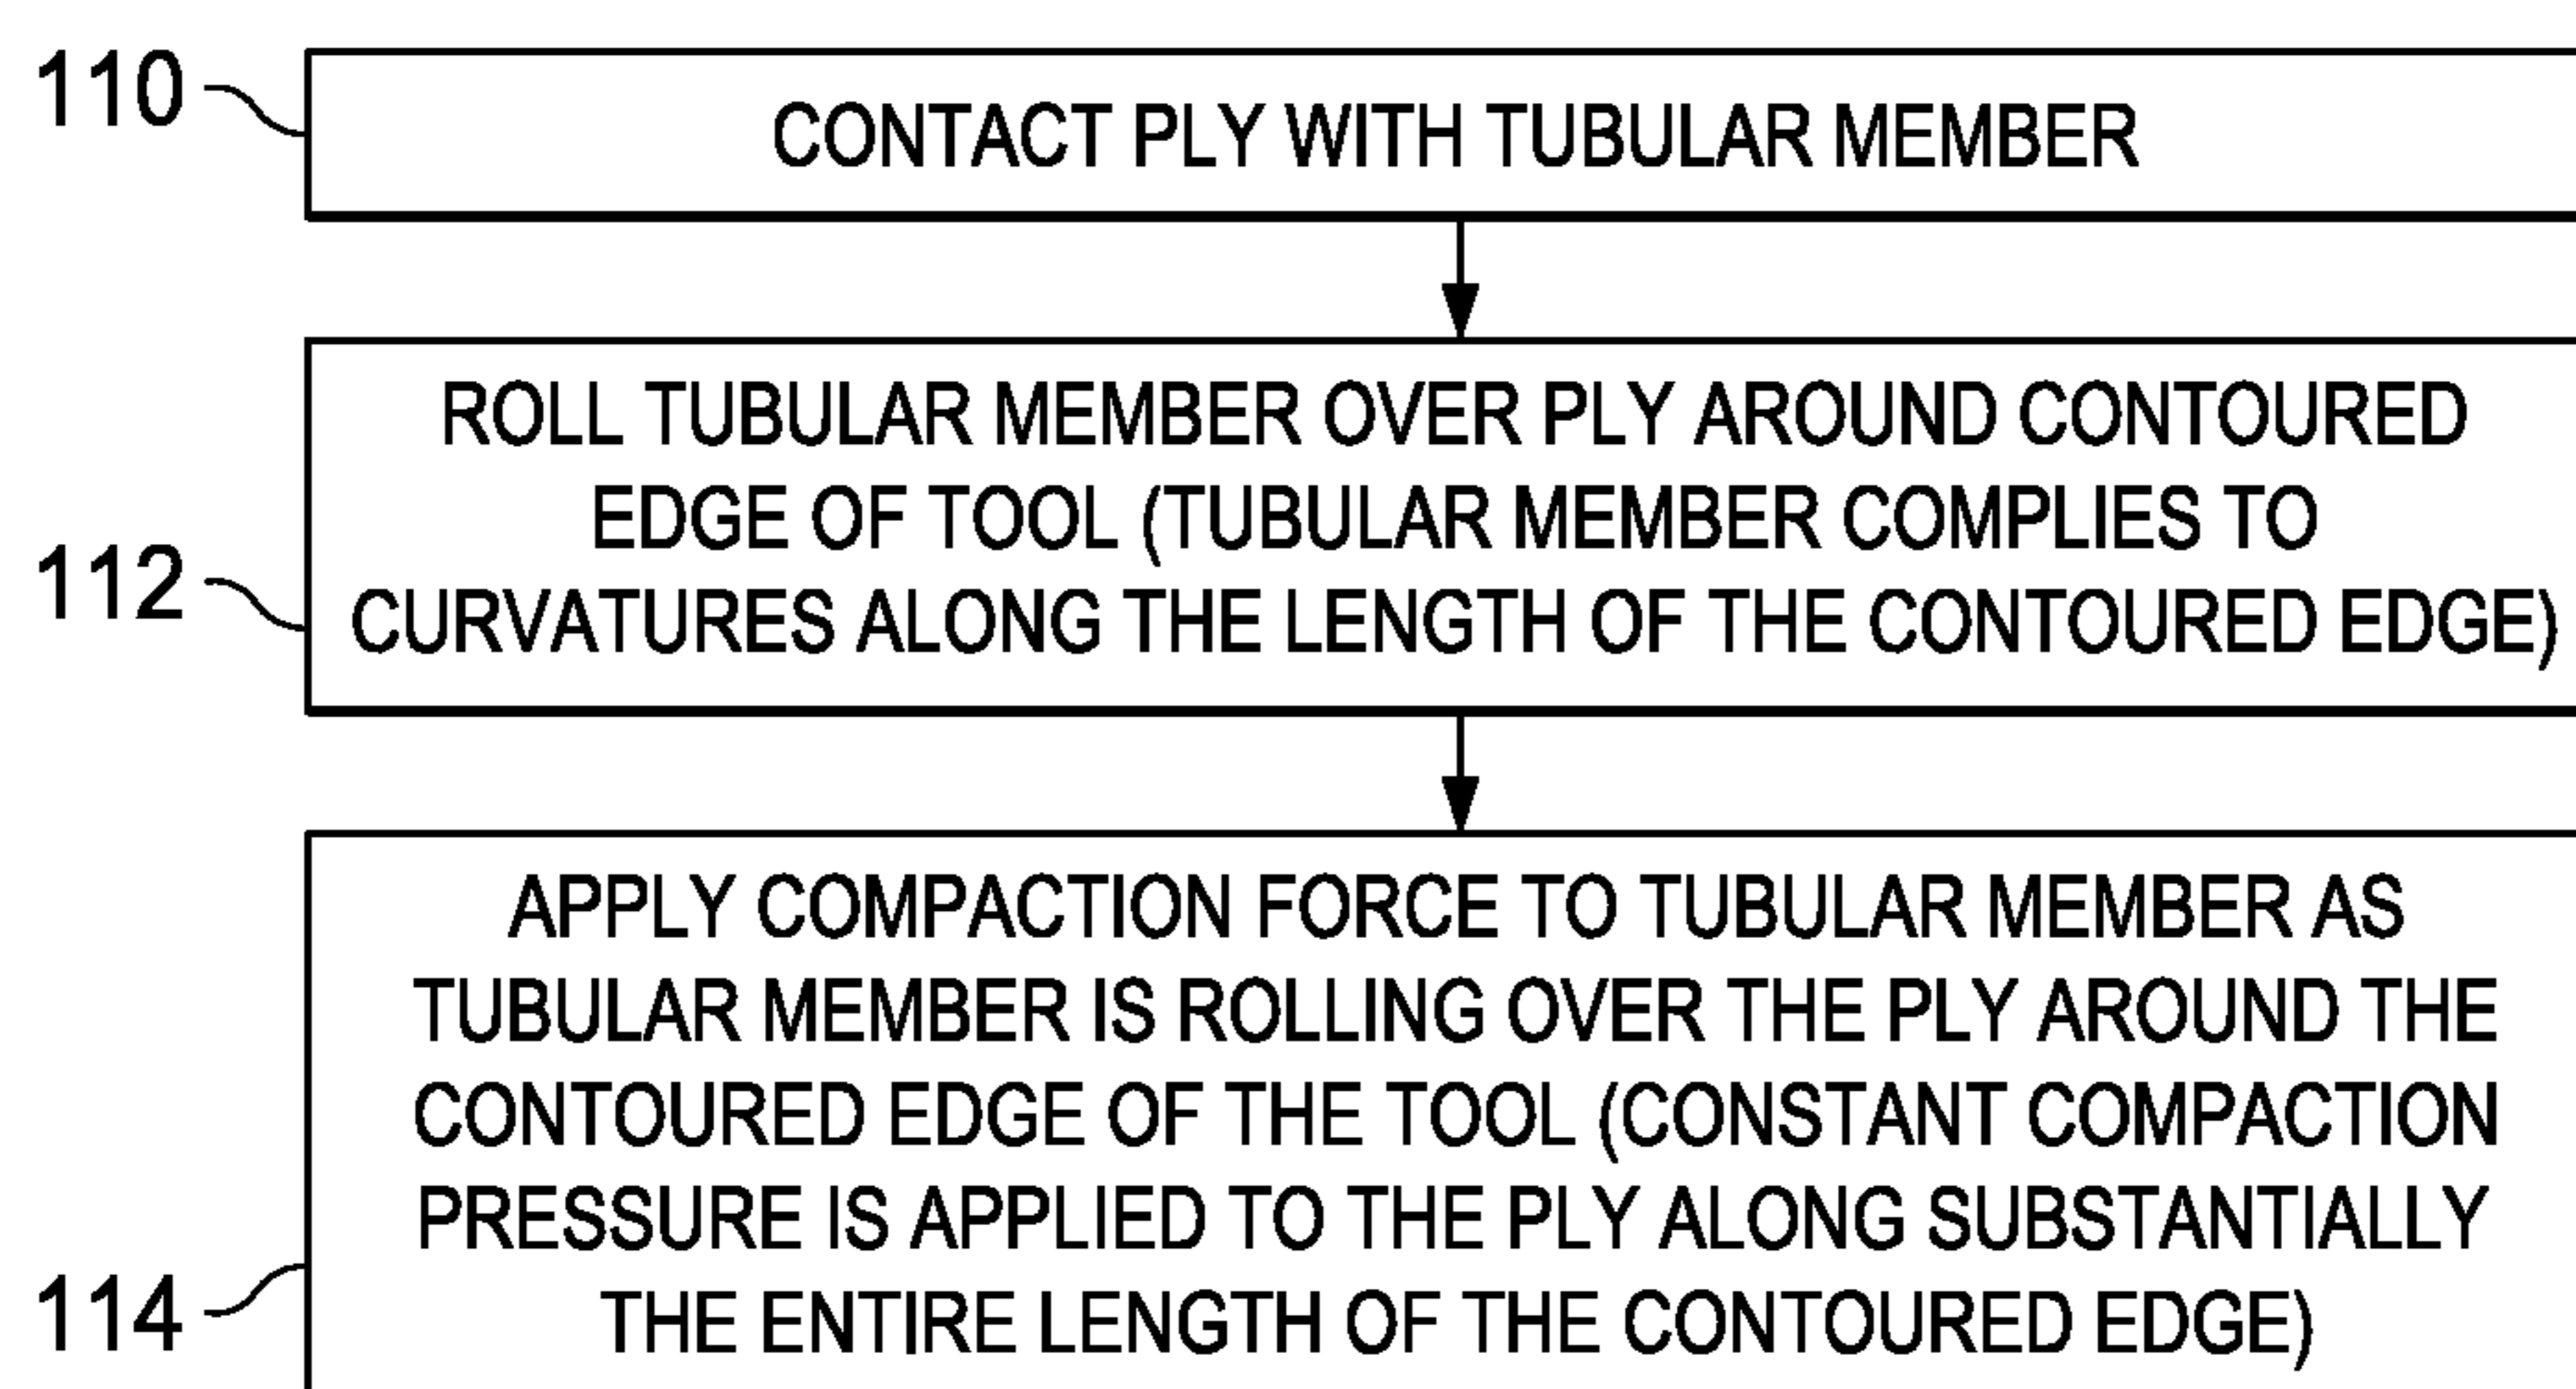 110
CONTACT PLY WITH TUBULAR MEMBER
112
ROLL TUBULAR MEMBER OVER PLY AROUND CONTOURED
EDGE OF TOOL (TUBULAR MEMBER COMPLIES TO
CURVATURES ALONG THE LENGTH OF THE CONTOURED EDGE)
114
APPLY COMPACTION FORCE TO TUBULAR MEMBER AS
TUBULAR MEMBER IS ROLLING OVER THE PLY AROUND THE
CONTOURED EDGE OF THE TOOL (CONSTANT COMPACTION
PRESSURE IS APPLIED TO THE PLY ALONG SUBSTANTIALLY
THE ENTIRE LENGTH OF THE CONTOURED EDGE)